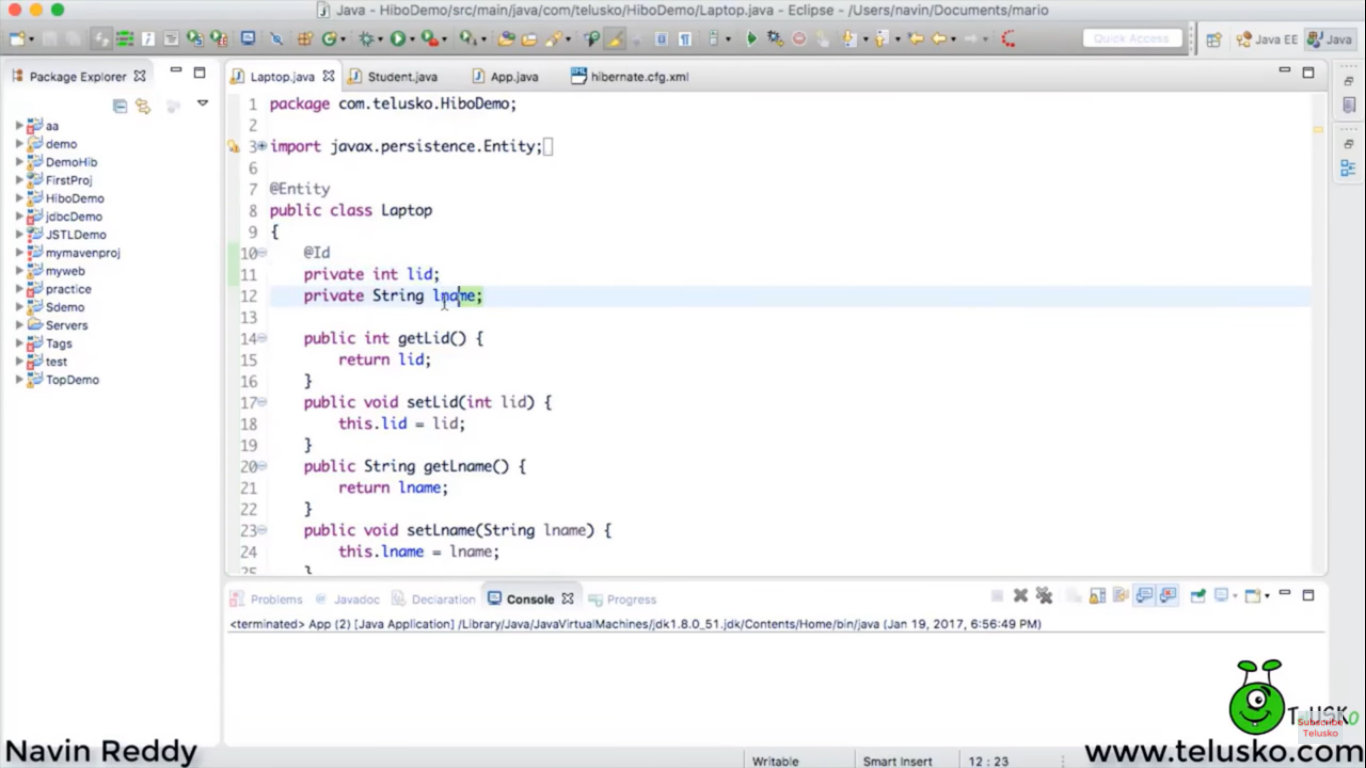 Java - HiboDemo/src/main/java/com/telusko/HiboDemo/Laptop.java - Eclipse - /Users/navin/Documents/mario
Quick Access
Java EE
Java
Package Explorer
Laptop.java
Student.java
App.java
hibernate.cfg.xml
aa
demo
DemoHib
FirstProj
HiboDemo
jdbcDemo
JSTLDemo
mymavenproj
myweb
practice
Sdemo
Servers
Tags
test
TopDemo
1 package com.telusko.HiboDemo;
2
3 import javax.persistence.Entity;
6
7 @Entity
8 public class Laptop
9 {
10 @Id
11 private int lid;
12 private String lname;
13
14 public int getLid() {
15 return lid;
16 }
17 public void setLid(int lid) {
18 this.lid = lid;
19 }
20 public String getLname() {
21 return lname;
22 }
23 public void setLname(String lname) {
24 this.lname = lname;
25 }
Problems
Javadoc
Declaration
Console
Progress
<terminated> App (2) [Java Application] /Library/Java/JavaVirtualMachines/jdk1.8.0_51.jdk/Contents/Home/bin/java (Jan 19, 2017, 6:56:49 PM)
TelUSKO
Subscribe
Telusko
Navin Reddy
www.telusko.com
Writable
Smart Insert
12 : 23